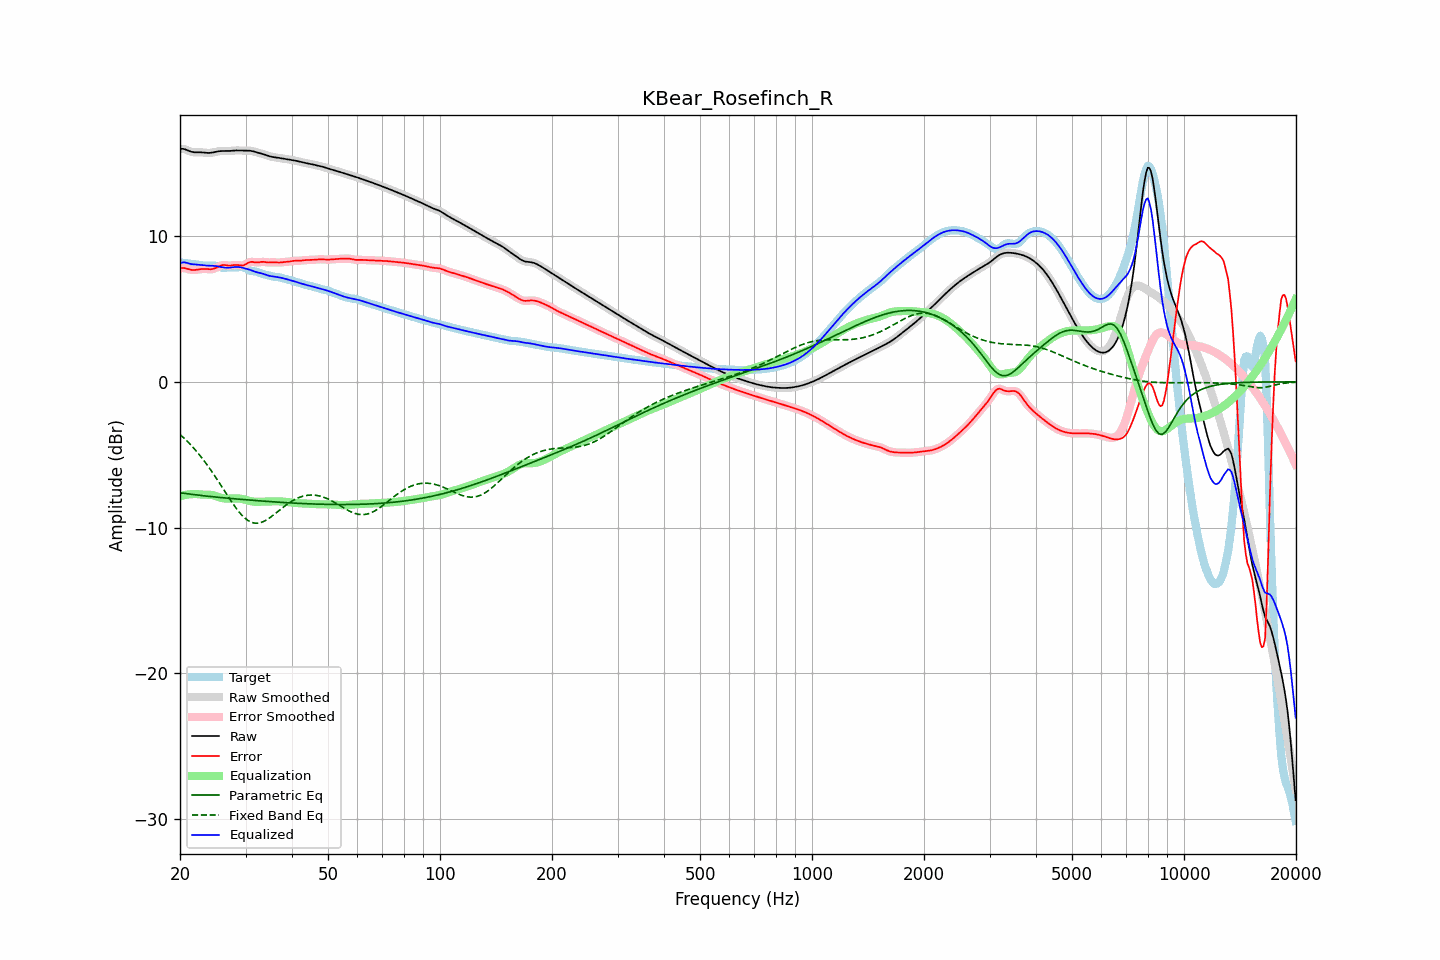 KBear_Rosefinch_R
Amplitude (dBr)
10
0
−10
−20
−30
Target
Raw Smoothed
Error Smoothed
Raw
Error
Equalization
Parametric Eq
Fixed Band Eq
Equalized
20
50
100
200
500
1000
2000
5000
10000
20000
Frequency (Hz)